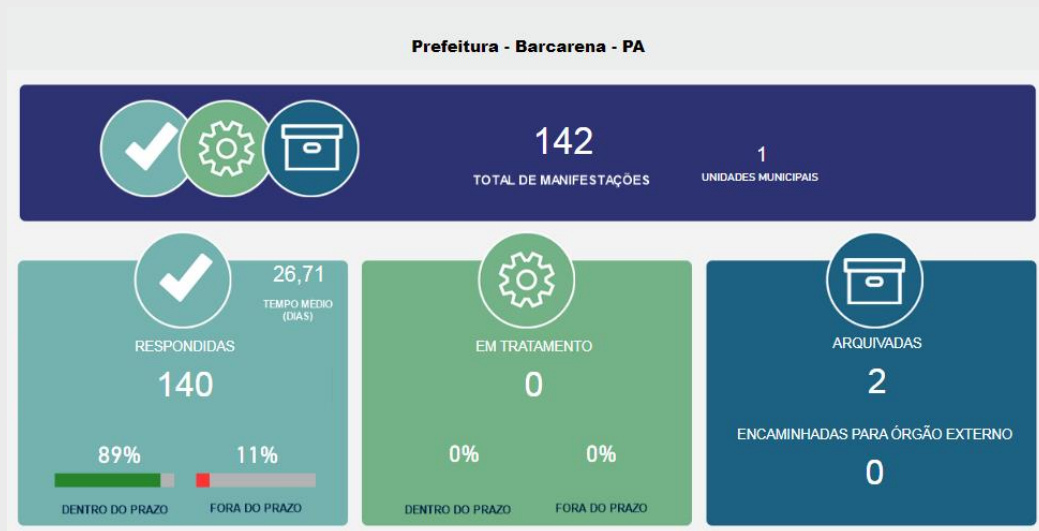 Prefeitura - Barcarena - PA
142
TOTAL DE MANIFESTAÇÕES
1
UNIDADES MUNICIPAIS
26,71
TEMPO MÉDIO
(DIAS)
RESPONDIDAS
140
89%
11%
DENTRO DO PRAZO
FORA DO PRAZO
EM TRATAMENTO
0
0%
0%
DENTRO DO PRAZO
FORA DO PRAZO
ARQUIVADAS
2
ENCAMINHADAS PARA ÓRGÃO EXTERNO
0